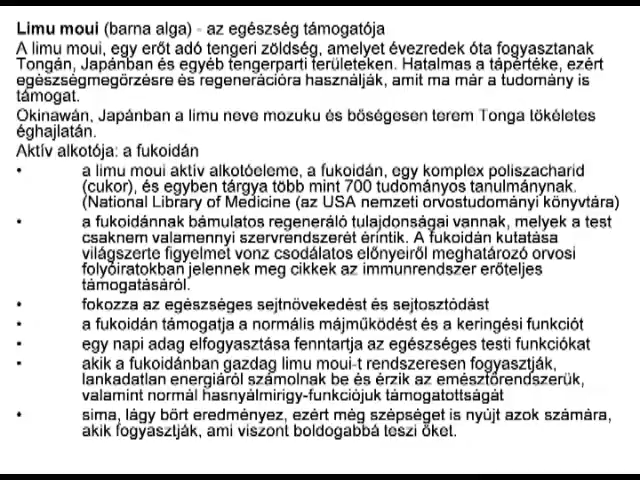 Limu moui (barna alga) - az egészség támogatója
A limu moui, egy erőt adó tengeri zöldség, amelyet évezredek óta fogyasztanak
Tongán, Japánban és egyéb tengerparti területeken. Hatalmas a tápértéke, ezért
egészségmegőrzésre és regenerációra használják, amit ma már a tudomány is
támogat.
Okinawán, Japánban a limu neve mozuku és bőségesen terem Tonga tökéletes
éghajlatán.
Aktív alkotója: a fukoidán
• a limu moui aktív alkotóeleme, a fukoidán, egy komplex poliszacharid
(cukor), és egyben tárgya több mint 700 tudományos tanulmánynak.
(National Library of Medicine (az USA nemzeti orvostudományi könyvtára)
• a fukoidánnak bámulatos regeneráló tulajdonságai vannak, melyek a test
csaknem valamennyi szervrendszerét érintik. A fukoidán kutatása
világszerte figyelmet vonz csodálatos előnyeiről meghatározó orvosi
folyóiratokban jelennek meg cikkek az immunrendszer erőteljes
támogatásáról.
• fokozza az egészséges sejtnövekedést és sejtosztódást
• a fukoidán támogatja a normális májműködést és a keringési funkciót
• egy napi adag elfogyasztása fenntartja az egészséges testi funkciókat
• akik a fukoidánban gazdag limu moui-t rendszeresen fogyasztják,
lankadatlan energiáról számolnak be és érzik az emésztőrendszerük,
valamint normál hasnyálmirigy-funkciójuk támogatottságát
• sima, lágy bőrt eredményez, ezért még szépséget is nyújt azok számára,
akik fogyasztják, ami viszont boldogabbá teszi őket.